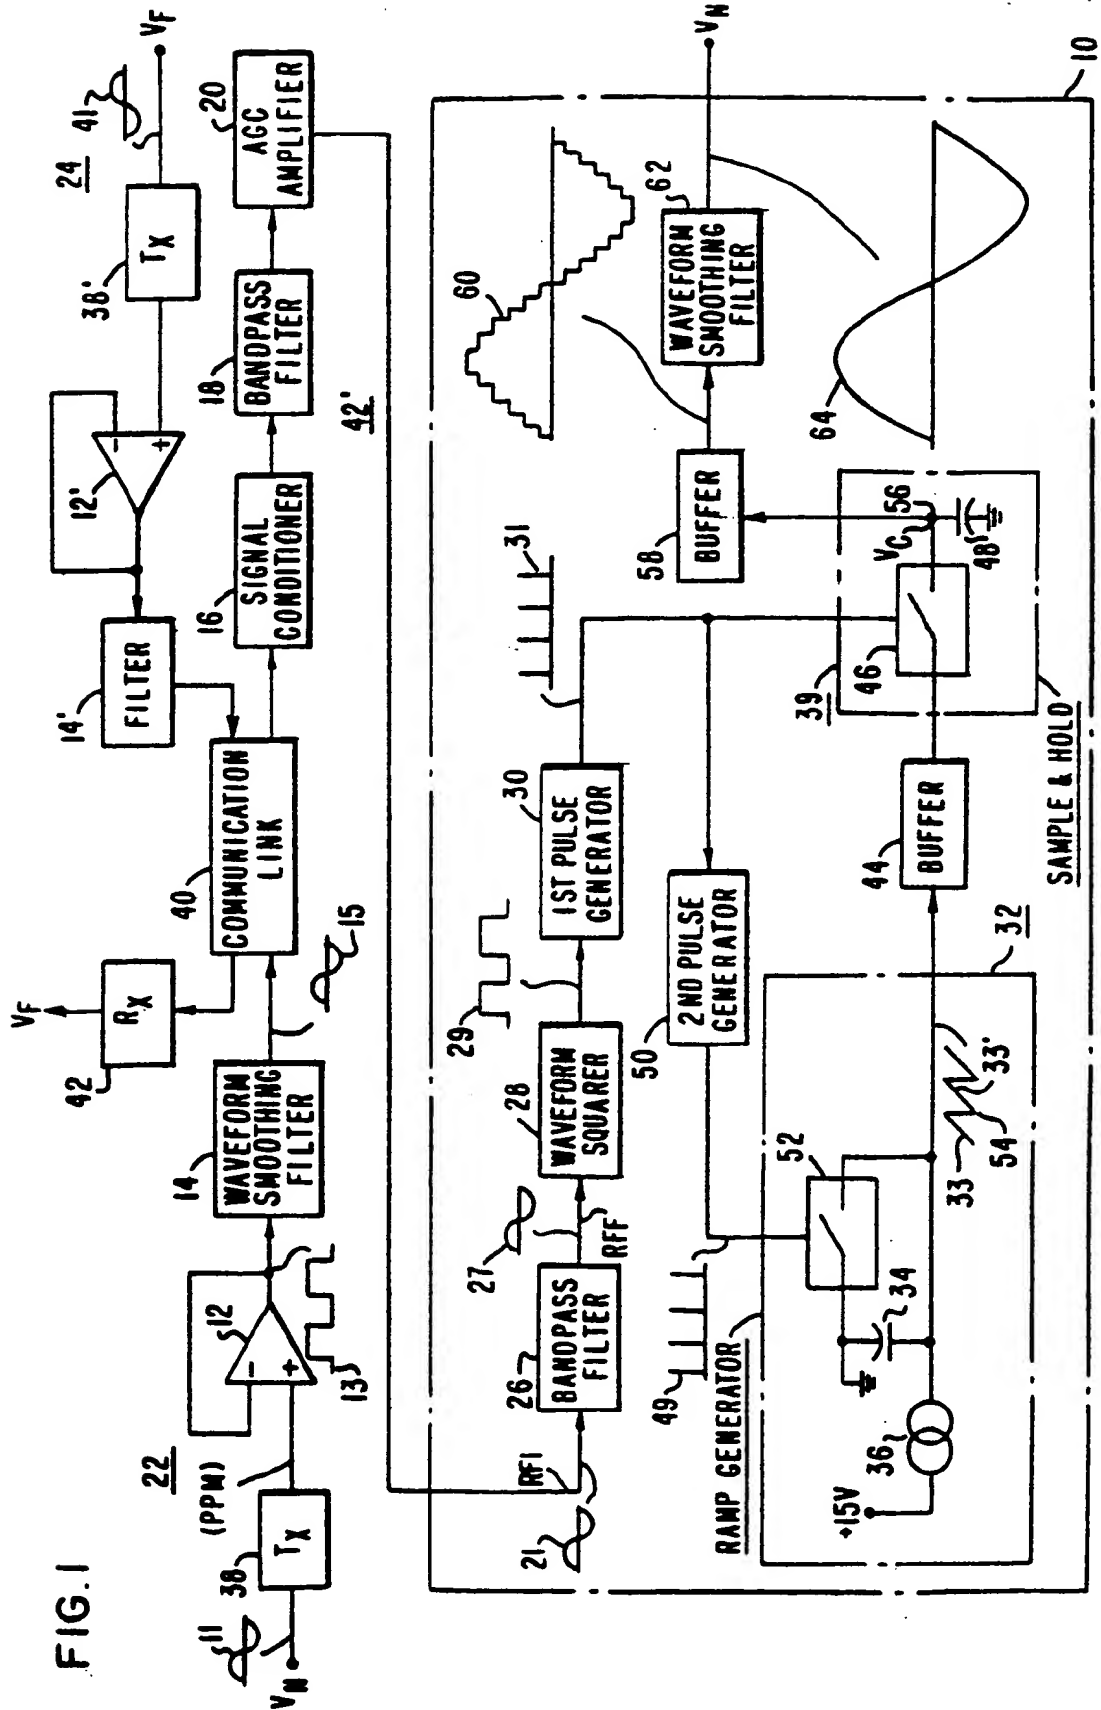 FIG.1
V_N
11
38
T_X
(PPM)
22
12
−
+
13
14
WAVEFORM
SMOOTHING
FILTER
15
V_F
42
R_X
40
COMMUNICATION
LINK
14'
FILTER
12'
−
+
38'
T_X
24
41
V_F
16
SIGNAL
CONDITIONER
18
BANDPASS
FILTER
20
AGC
AMPLIFIER
42'
10
21
RFI
26
BANDPASS
FILTER
27
RFF
28
WAVEFORM
SQUARER
29
30
1ST PULSE
GENERATOR
31
49
50
2ND PULSE
GENERATOR
58
BUFFER
60
62
WAVEFORM
SMOOTHING
FILTER
V_N
64
RAMP GENERATOR
+15V
36
34
52
33
54
33'
32
44
BUFFER
SAMPLE & HOLD
39
46
V_C
56
48